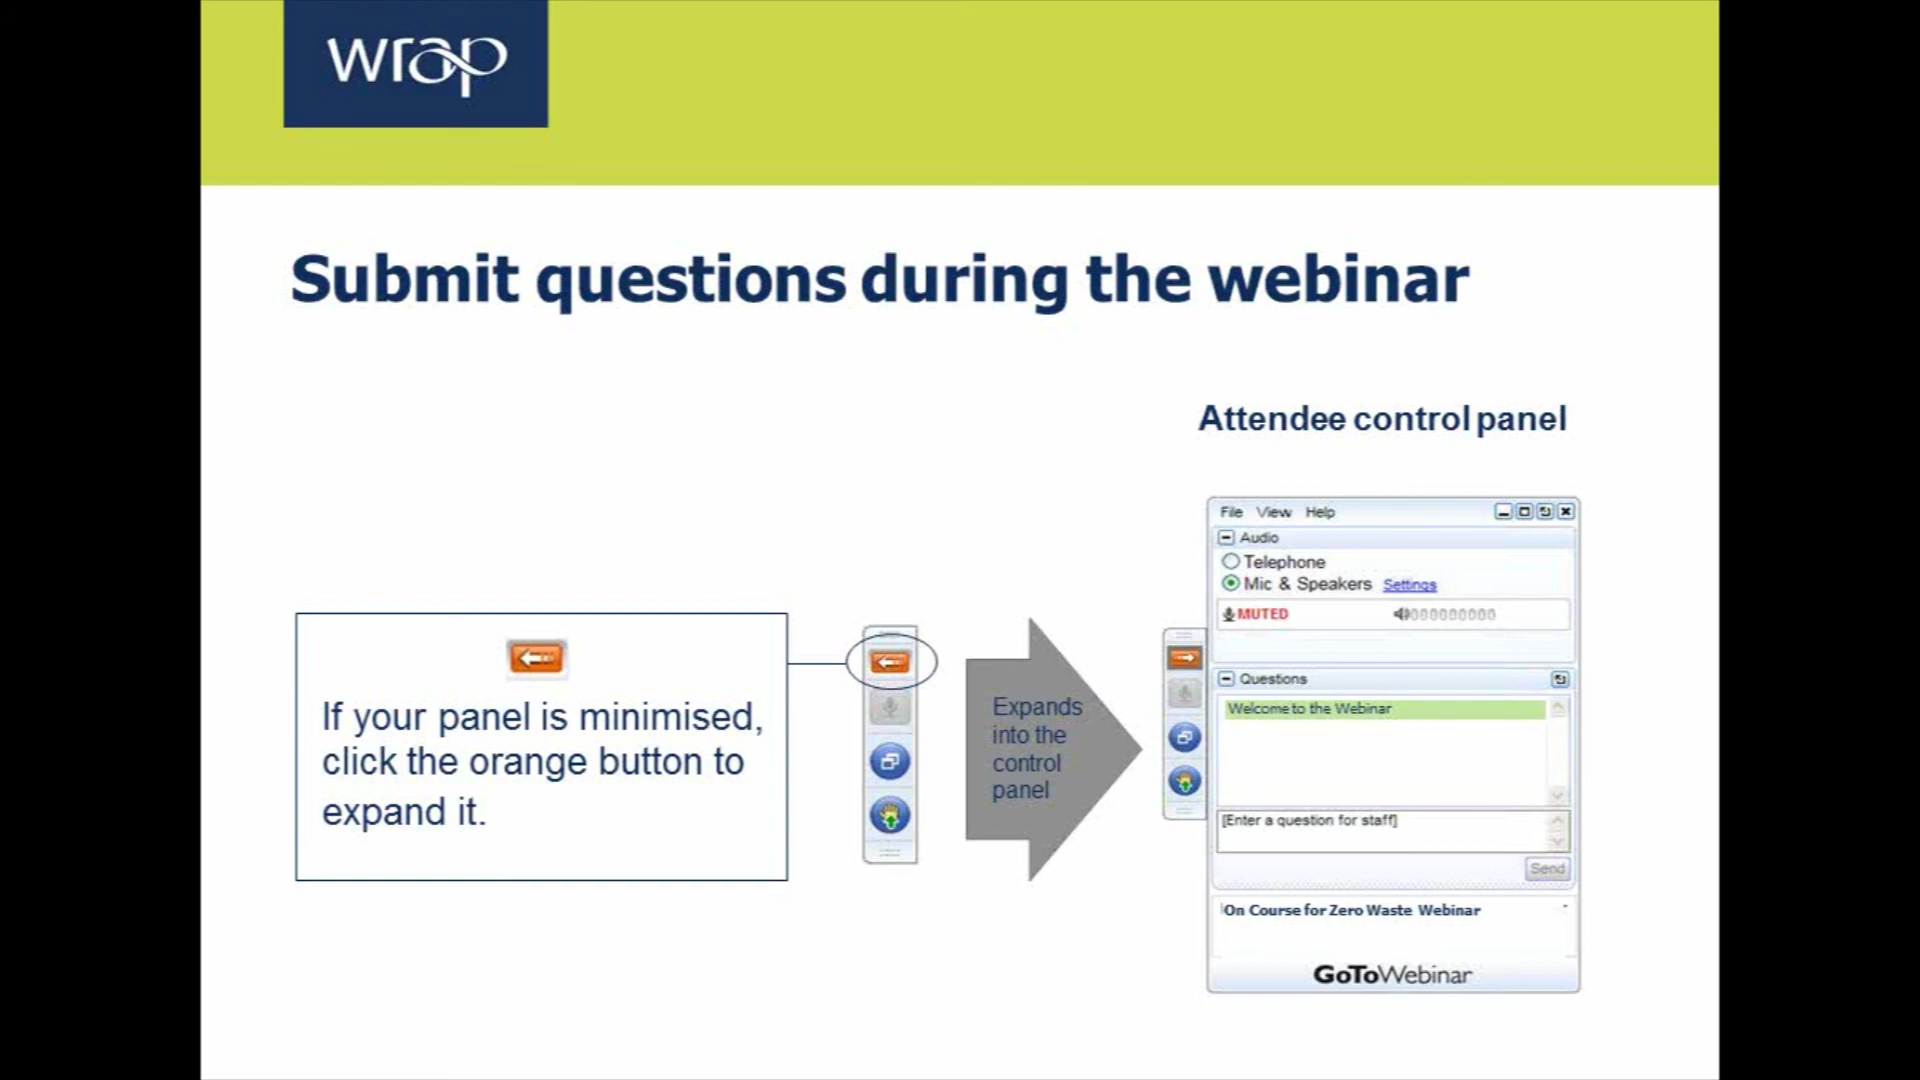 wrap
Submit questions during the webinar
Attendee control panel
If your panel is minimised,
click the orange button to
expand it.
Expands
into the
control
panel
File View Help
Audio
Telephone
Mic & Speakers Settings
MUTED
Questions
Welcome to the Webinar
[Enter a question for staff]
Send
On Course for Zero Waste Webinar
GoToWebinar